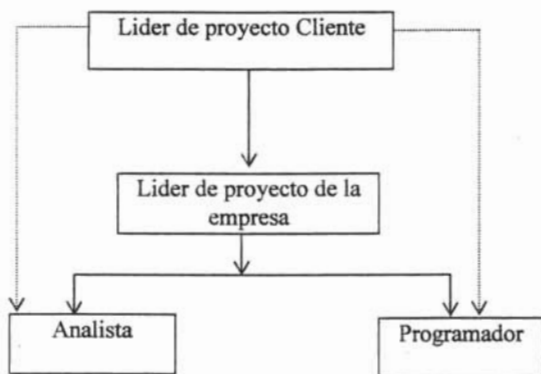 Lider de proyecto Cliente
Lider de proyecto de la
empresa
Analista
Programador